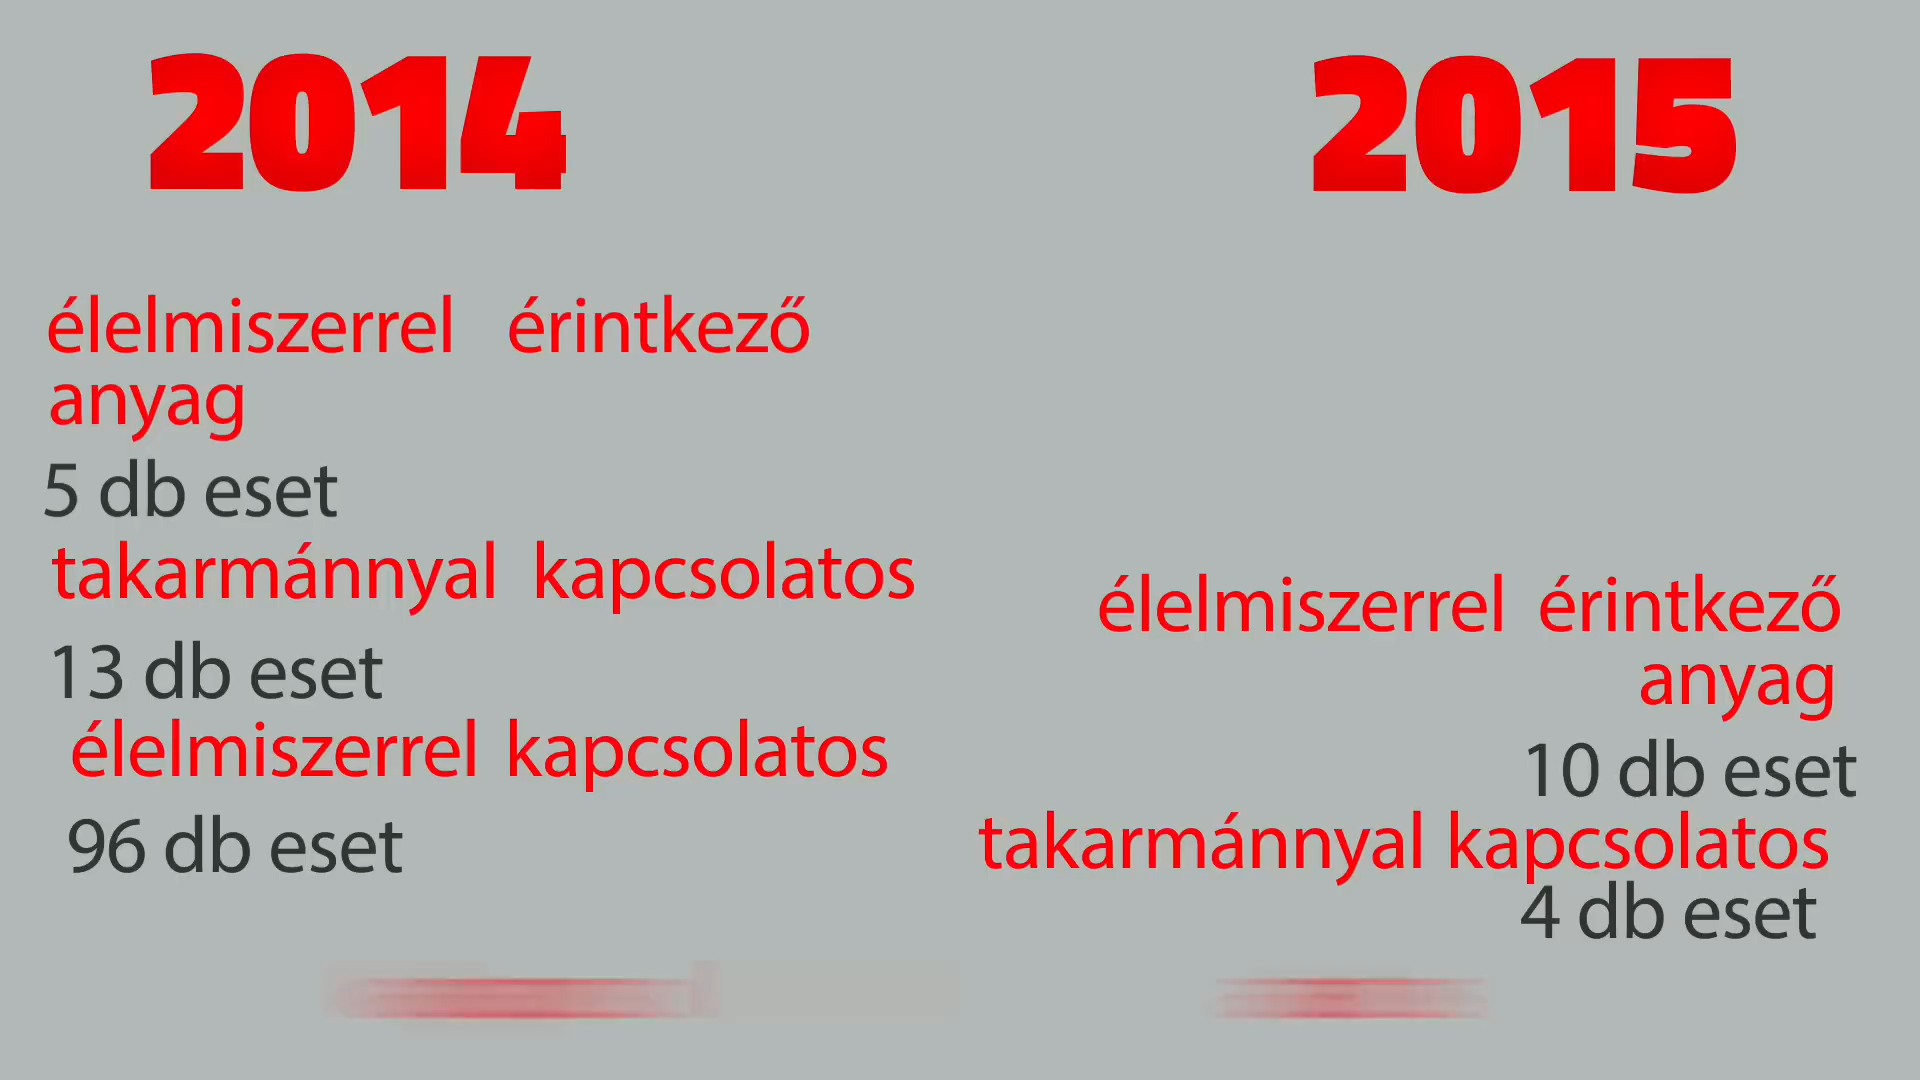 2014
élelmiszerrel érintkező
anyag
5 db eset
takarmánnyal kapcsolatos
13 db eset
élelmiszerrel kapcsolatos
96 db eset
2015
élelmiszerrel érintkező
anyag
10 db eset
takarmánnyal kapcsolatos
4 db eset